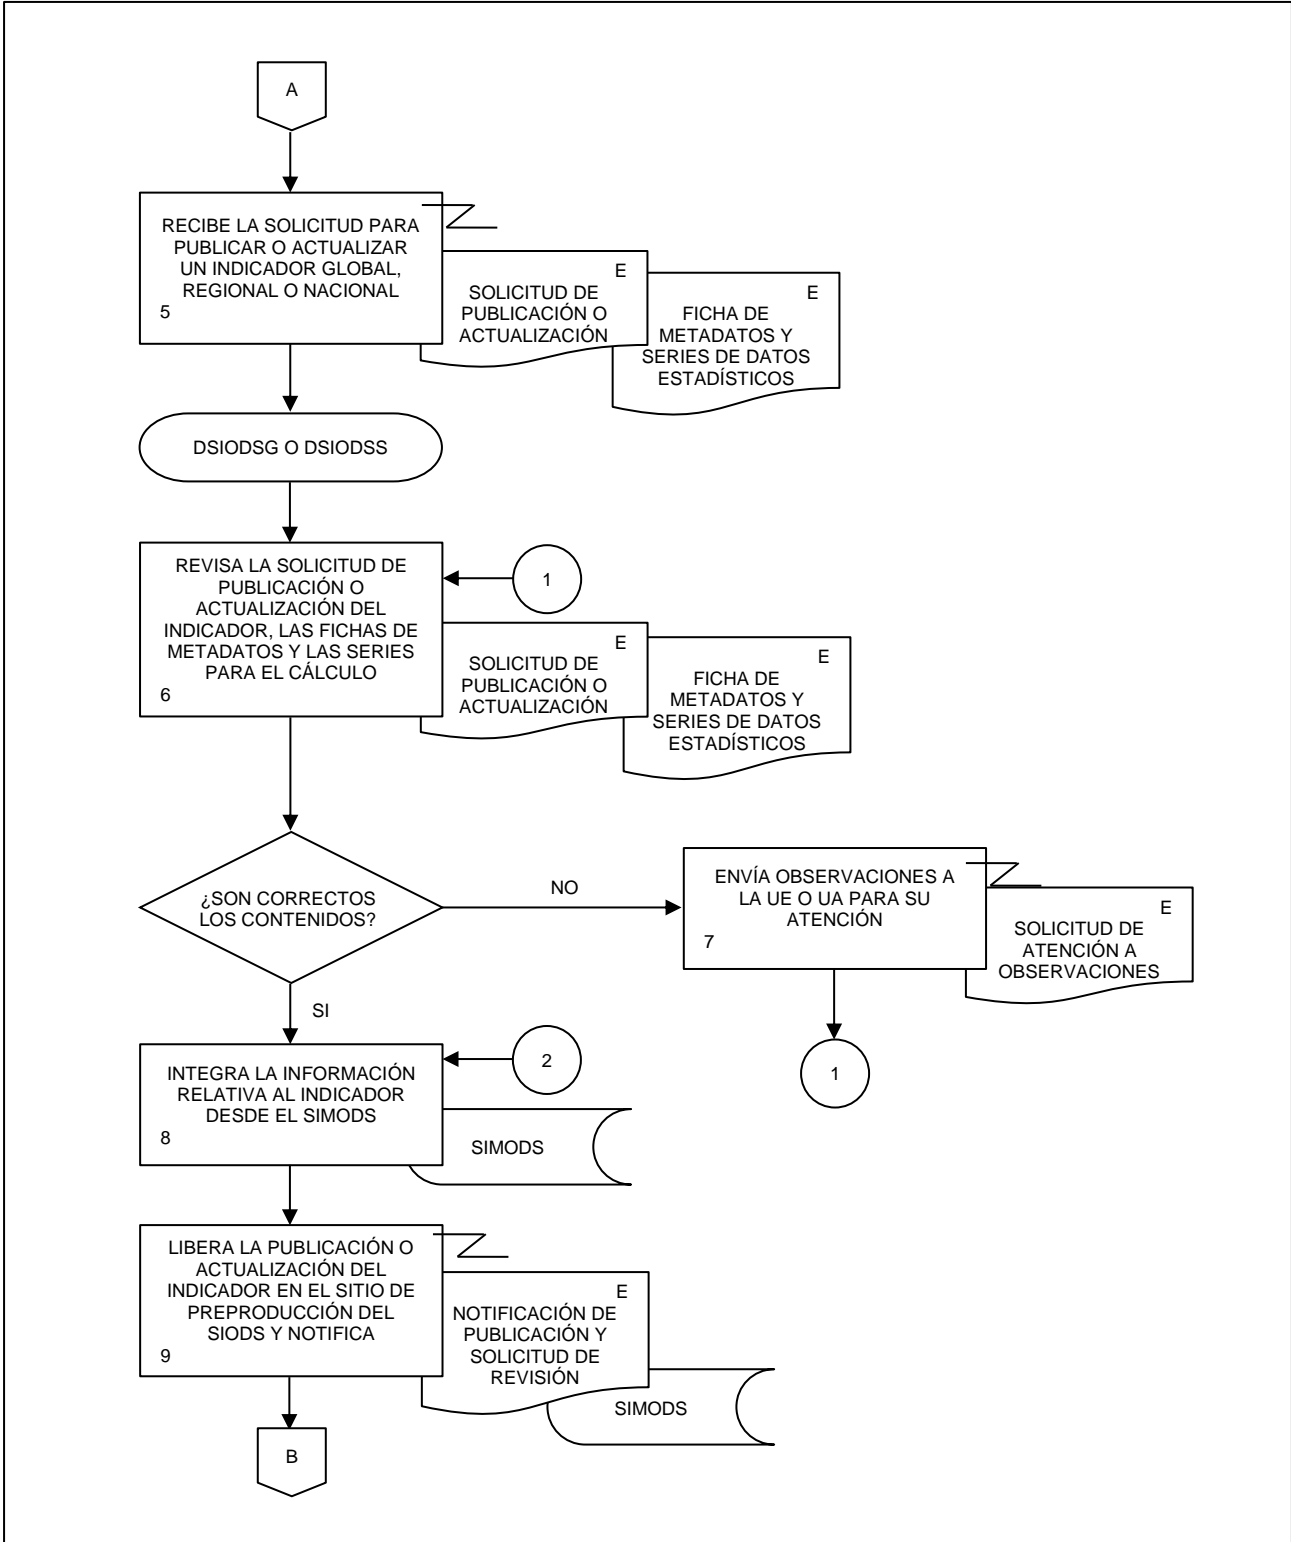 A
RECIBE LA SOLICITUD PARA
PUBLICAR O ACTUALIZAR
UN INDICADOR GLOBAL,
REGIONAL O NACIONAL
5
E
SOLICITUD DE
PUBLICACIÓN O
ACTUALIZACIÓN
E
FICHA DE
METADATOS Y
SERIES DE DATOS
ESTADÍSTICOS
DSIODSG O DSIODSS
REVISA LA SOLICITUD DE
PUBLICACIÓN O
ACTUALIZACIÓN DEL
INDICADOR, LAS FICHAS DE
METADATOS Y LAS SERIES
PARA EL CÁLCULO
6
1
E
SOLICITUD DE
PUBLICACIÓN O
ACTUALIZACIÓN
E
FICHA DE
METADATOS Y
SERIES DE DATOS
ESTADÍSTICOS
¿SON CORRECTOS
LOS CONTENIDOS?
NO
ENVÍA OBSERVACIONES A
LA UE O UA PARA SU
ATENCIÓN
7
E
SOLICITUD DE
ATENCIÓN A
OBSERVACIONES
1
SI
INTEGRA LA INFORMACIÓN
RELATIVA AL INDICADOR
DESDE EL SIMODS
8
2
SIMODS
LIBERA LA PUBLICACIÓN O
ACTUALIZACIÓN DEL
INDICADOR EN EL SITIO DE
PREPRODUCCIÓN DEL
SIODS Y NOTIFICA
9
E
NOTIFICACIÓN DE
PUBLICACIÓN Y
SOLICITUD DE
REVISIÓN
SIMODS
B